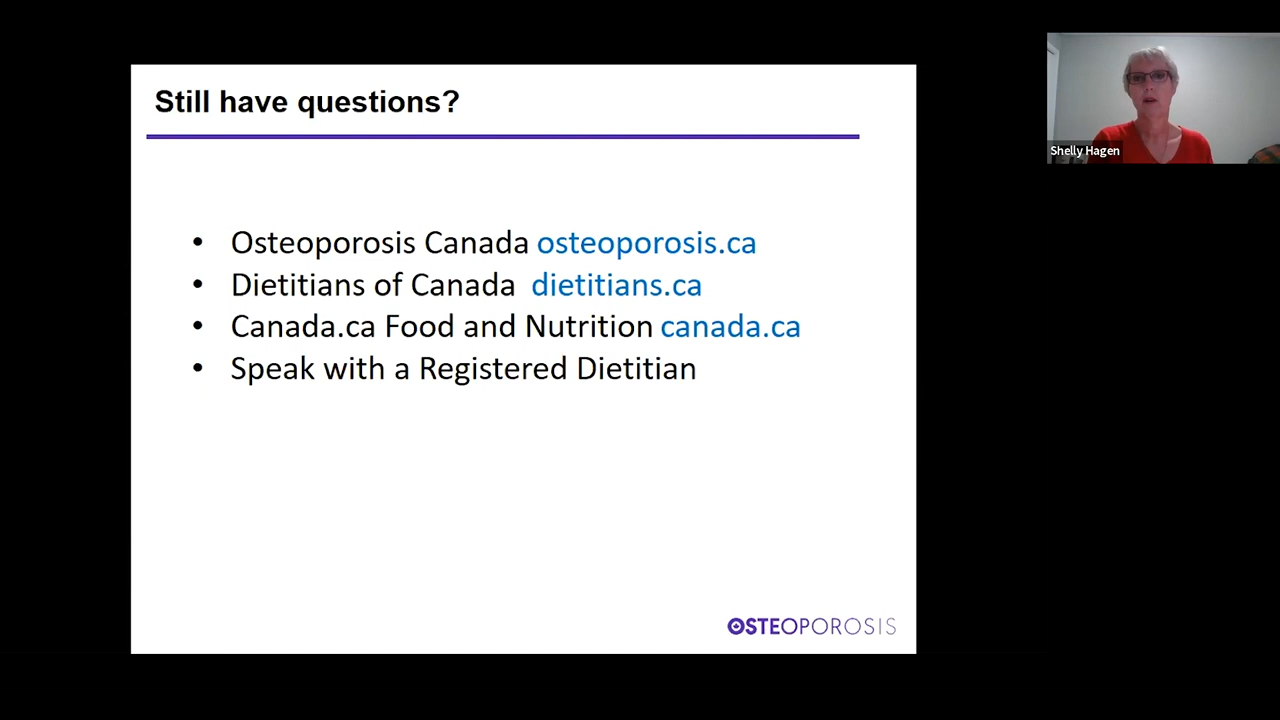 Still have questions?
• Osteoporosis Canada osteoporosis.ca
• Dietitians of Canada dietitians.ca
• Canada.ca Food and Nutrition canada.ca
• Speak with a Registered Dietitian
OSTEOPOROSIS
Shelly Hagen